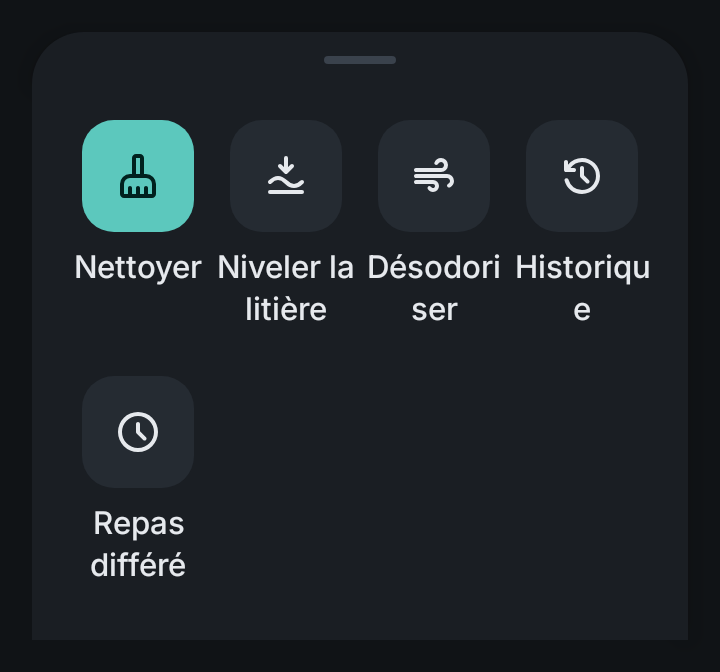 Nettoyer
Niveler la
litière
Désodori
ser
Historiqu
e
Repas
différé